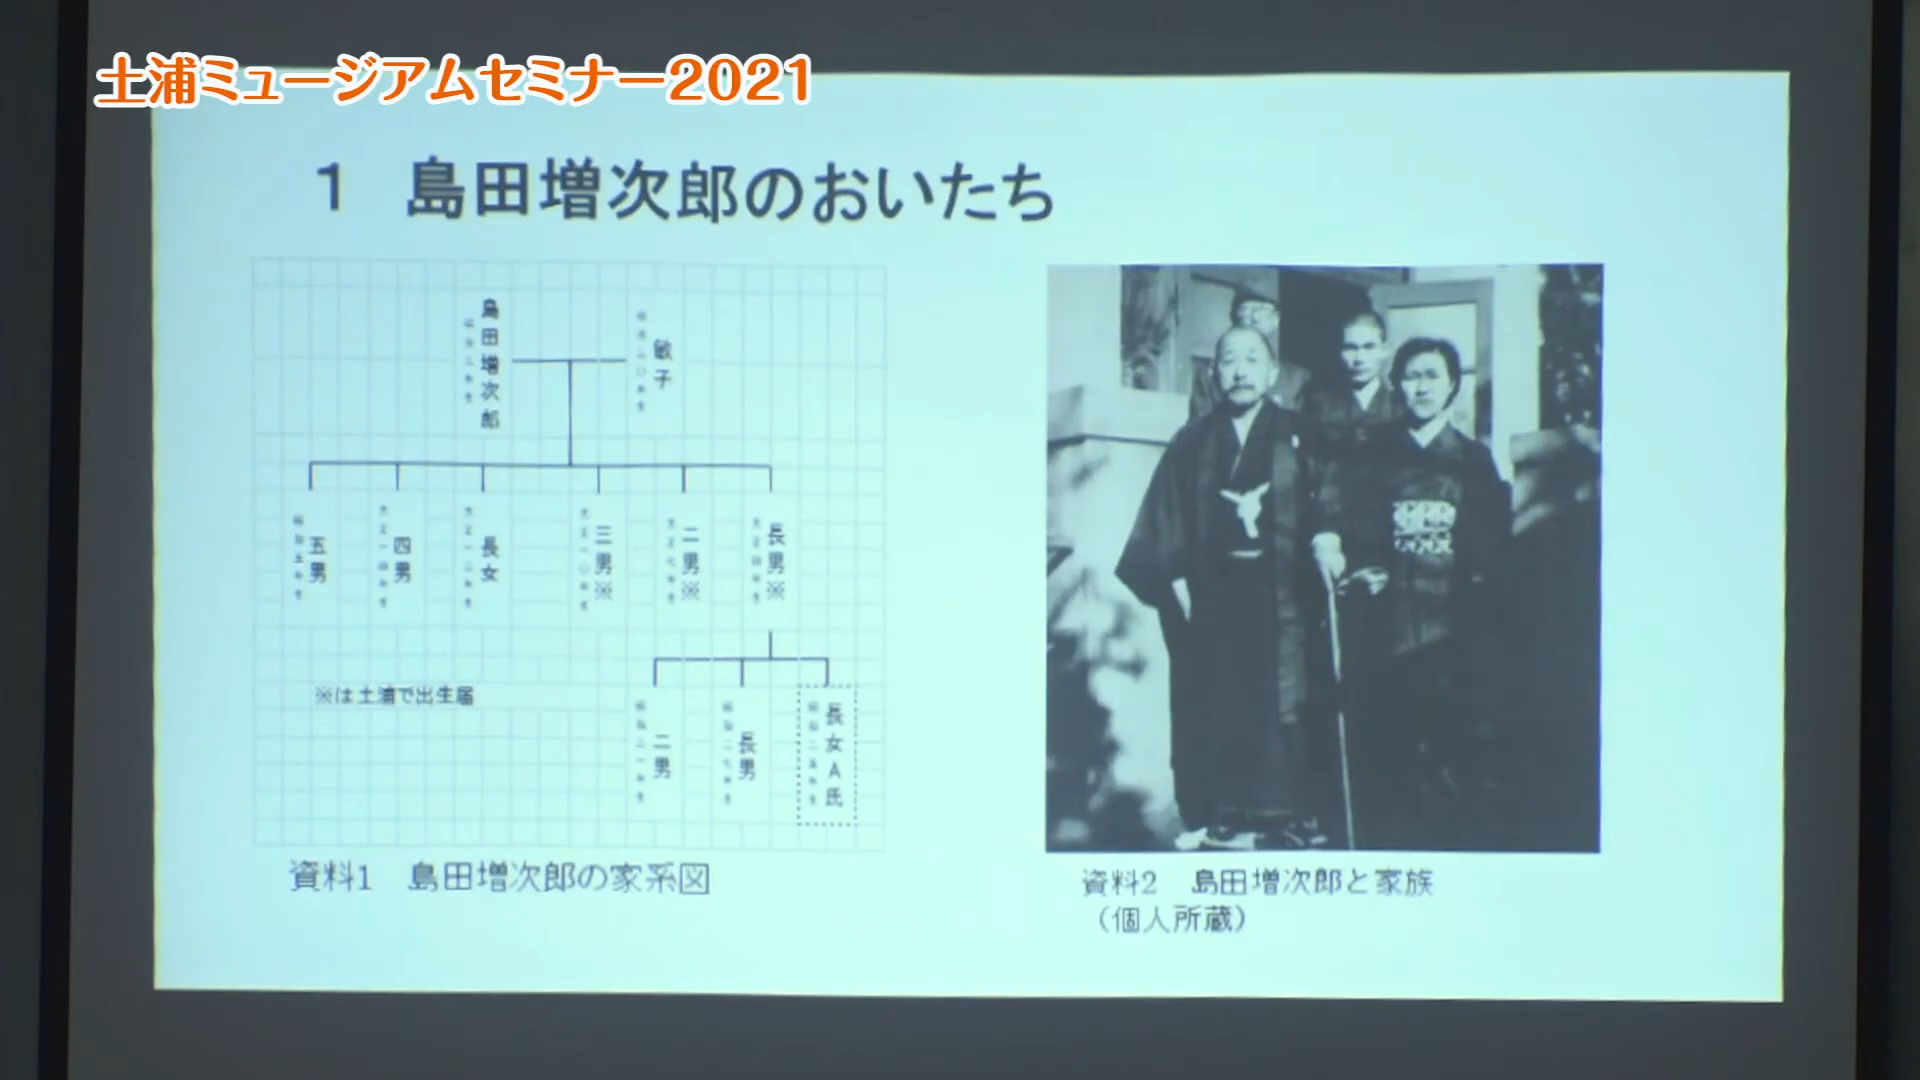 土浦ミュージアムセミナー2021
1 島田増次郎のおいたち
島田増次郎
敏子
長男※
二男※
三男※
長女
四男
五男
長女A氏
長男
二男
※は土浦で出生届
資料1 島田増次郎の家系図
資料2 島田増次郎と家族
（個人所蔵）